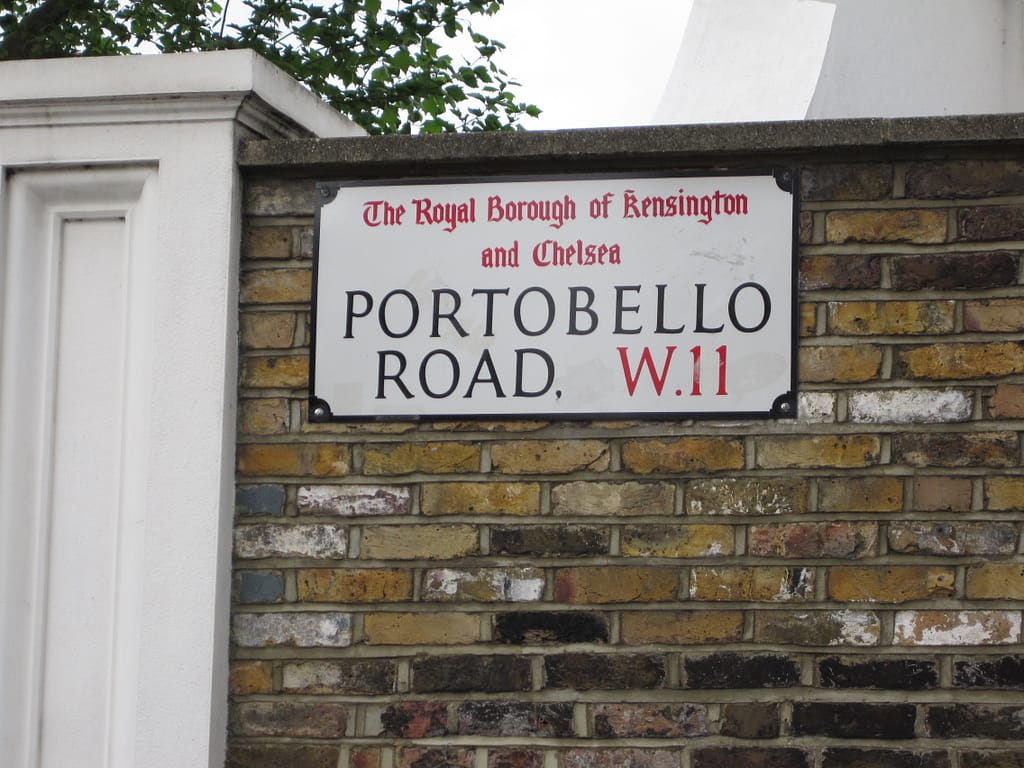 The Royal Borough of Kensington
and Chelsea
PORTOBELLO
ROAD, W.11